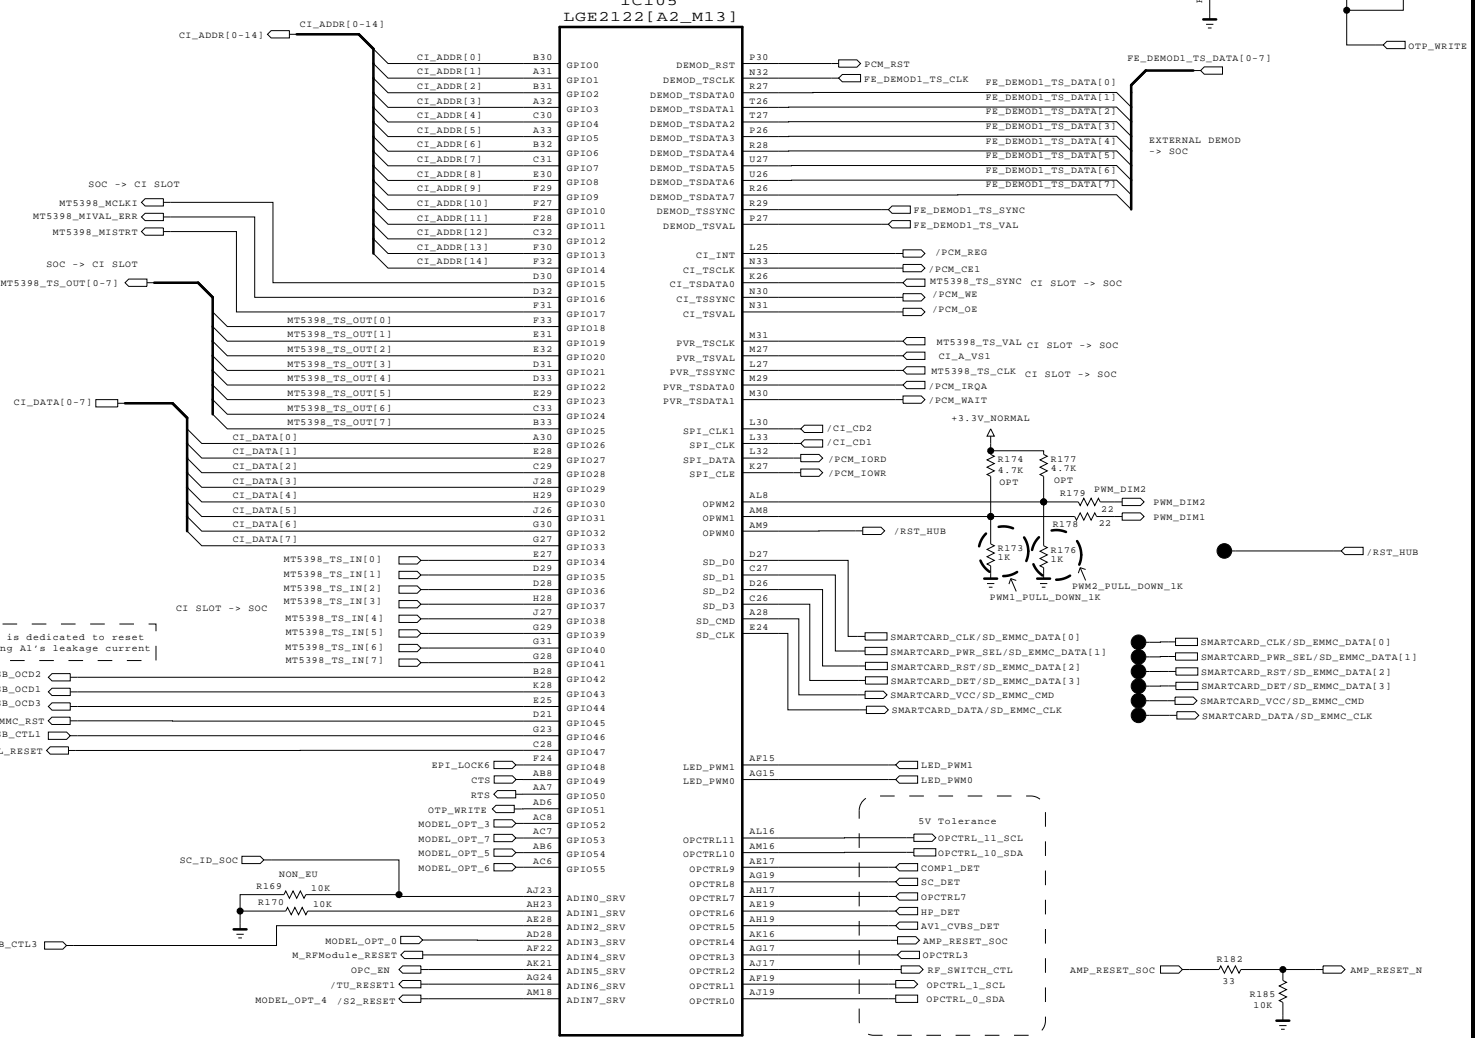 LGE2122[A2_M13]
CI_ADDR[0-14]
CI_ADDR[0-14]
CI_ADDR[0] B30 GPIO0
CI_ADDR[1] A31 GPIO1
CI_ADDR[2] B31 GPIO2
CI_ADDR[3] A32 GPIO3
CI_ADDR[4] C30 GPIO4
CI_ADDR[5] A33 GPIO5
CI_ADDR[6] B32 GPIO6
CI_ADDR[7] C31 GPIO7
CI_ADDR[8] E30 GPIO8
CI_ADDR[9] F29 GPIO9
CI_ADDR[10] F27 GPIO10
CI_ADDR[11] F28 GPIO11
CI_ADDR[12] C32 GPIO12
CI_ADDR[13] F30 GPIO13
CI_ADDR[14] F32 GPIO14
SOC -> CI SLOT
MT5398_MCLKI D30 GPIO15
MT5398_MIVAL_ERR D32 GPIO16
MT5398_MISTRT F31 GPIO17
SOC -> CI SLOT
MT5398_TS_OUT[0-7]
MT5398_TS_OUT[0] F33 GPIO18
MT5398_TS_OUT[1] E31 GPIO19
MT5398_TS_OUT[2] E32 GPIO20
MT5398_TS_OUT[3] D31 GPIO21
MT5398_TS_OUT[4] D33 GPIO22
MT5398_TS_OUT[5] E29 GPIO23
MT5398_TS_OUT[6] C33 GPIO24
MT5398_TS_OUT[7] B33 GPIO25
CI_DATA[0-7]
CI_DATA[0] A30 GPIO26
CI_DATA[1] E28 GPIO27
CI_DATA[2] C29 GPIO28
CI_DATA[3] J28 GPIO29
CI_DATA[4] H29 GPIO30
CI_DATA[5] J26 GPIO31
CI_DATA[6] G30 GPIO32
CI_DATA[7] G27 GPIO33
MT5398_TS_IN[0] E27 GPIO34
MT5398_TS_IN[1] D29 GPIO35
MT5398_TS_IN[2] D28 GPIO36
MT5398_TS_IN[3] H28 GPIO37
CI SLOT -> SOC
MT5398_TS_IN[4] J27 GPIO38
MT5398_TS_IN[5] G29 GPIO39
MT5398_TS_IN[6] G31 GPIO40
MT5398_TS_IN[7] G28 GPIO41
is dedicated to reset
ng A1's leakage current
B_OCD2 B28 GPIO42
B_OCD1 K28 GPIO43
B_OCD3 E25 GPIO44
MMC_RST D21 GPIO45
B_CTL1 G23 GPIO46
L_RESET C28 GPIO47
EPI_LOCK6 F24 GPIO48
CTS AB8 GPIO49
RTS AA7 GPIO50
OTP_WRITE AD6 GPIO51
MODEL_OPT_3 AC8 GPIO52
MODEL_OPT_7 AC7 GPIO53
MODEL_OPT_5 AB6 GPIO54
MODEL_OPT_6 AC6 GPIO55
SC_ID_SOC
NON_EU
R169 10K AJ23 ADIN0_SRV
R170 10K AH23 ADIN1_SRV
B_CTL3 AE28 ADIN2_SRV
MODEL_OPT_0 AD28 ADIN3_SRV
M_RFModule_RESET AF22 ADIN4_SRV
OPC_EN AK21 ADIN5_SRV
/TU_RESET1 AG24 ADIN6_SRV
MODEL_OPT_4 /S2_RESET AM18 ADIN7_SRV
DEMOD_RST P30 PCM_RST
DEMOD_TSCLK N32 FE_DEMOD1_TS_CLK
FE_DEMOD1_TS_DATA[0-7]
DEMOD_TSDATA0 R27 FE_DEMOD1_TS_DATA[0]
DEMOD_TSDATA1 T26 FE_DEMOD1_TS_DATA[1]
DEMOD_TSDATA2 T27 FE_DEMOD1_TS_DATA[2]
DEMOD_TSDATA3 P26 FE_DEMOD1_TS_DATA[3]
DEMOD_TSDATA4 R28 FE_DEMOD1_TS_DATA[4]
DEMOD_TSDATA5 U27 FE_DEMOD1_TS_DATA[5]
DEMOD_TSDATA6 U26 FE_DEMOD1_TS_DATA[6]
DEMOD_TSDATA7 R26 FE_DEMOD1_TS_DATA[7]
EXTERNAL DEMOD
-> SOC
OTP_WRITE
DEMOD_TSSYNC R29 FE_DEMOD1_TS_SYNC
DEMOD_TSVAL P27 FE_DEMOD1_TS_VAL
CI_INT L25 /PCM_REG
CI_TSCLK N33 /PCM_CE1
CI_TSDATA0 K26 MT5398_TS_SYNC CI SLOT -> SOC
CI_TSSYNC N30 /PCM_WE
CI_TSVAL N31 /PCM_OE
PVR_TSCLK M31 MT5398_TS_VAL CI SLOT -> SOC
PVR_TSVAL M27 CI_A_VS1
PVR_TSSYNC L27 MT5398_TS_CLK CI SLOT -> SOC
PVR_TSDATA0 M29 /PCM_IRQA
PVR_TSDATA1 M30 /PCM_WAIT
SPI_CLK1 L30 /CI_CD2
SPI_CLK L33 /CI_CD1
SPI_DATA L32 /PCM_IORD
SPI_CLE K27 /PCM_IOWR
+3.3V_NORMAL
R174 4.7K OPT
R177 4.7K OPT
OPWM2 AL8 R179 22 PWM_DIM2 PWM_DIM2
OPWM1 AM8 R178 22 PWM_DIM1
OPWM0 AM9 /RST_HUB
R173 1K
R176 1K
PWM2_PULL_DOWN_1K
PWM1_PULL_DOWN_1K
/RST_HUB
SD_D0 D27 SMARTCARD_CLK/SD_EMMC_DATA[0]
SD_D1 C27 SMARTCARD_PWR_SEL/SD_EMMC_DATA[1]
SD_D2 D26 SMARTCARD_RST/SD_EMMC_DATA[2]
SD_D3 C26 SMARTCARD_DET/SD_EMMC_DATA[3]
SD_CMD A28 SMARTCARD_VCC/SD_EMMC_CMD
SD_CLK E24 SMARTCARD_DATA/SD_EMMC_CLK
SMARTCARD_CLK/SD_EMMC_DATA[0]
SMARTCARD_PWR_SEL/SD_EMMC_DATA[1]
SMARTCARD_RST/SD_EMMC_DATA[2]
SMARTCARD_DET/SD_EMMC_DATA[3]
SMARTCARD_VCC/SD_EMMC_CMD
SMARTCARD_DATA/SD_EMMC_CLK
LED_PWM1 AF15 LED_PWM1
LED_PWM0 AG15 LED_PWM0
5V Tolerance
OPCTRL11 AL16 OPCTRL_11_SCL
OPCTRL10 AM16 OPCTRL_10_SDA
OPCTRL9 AE17 COMP1_DET
OPCTRL8 AG19 SC_DET
OPCTRL7 AH17 OPCTRL7
OPCTRL6 AE19 HP_DET
OPCTRL5 AH19 AV1_CVBS_DET
OPCTRL4 AK16 AMP_RESET_SOC
OPCTRL3 AG17 OPCTRL3
OPCTRL2 AJ17 RF_SWITCH_CTL
OPCTRL1 AF19 OPCTRL_1_SCL
OPCTRL0 AJ19 OPCTRL_0_SDA
AMP_RESET_SOC R182 33 AMP_RESET_N
R185 10K